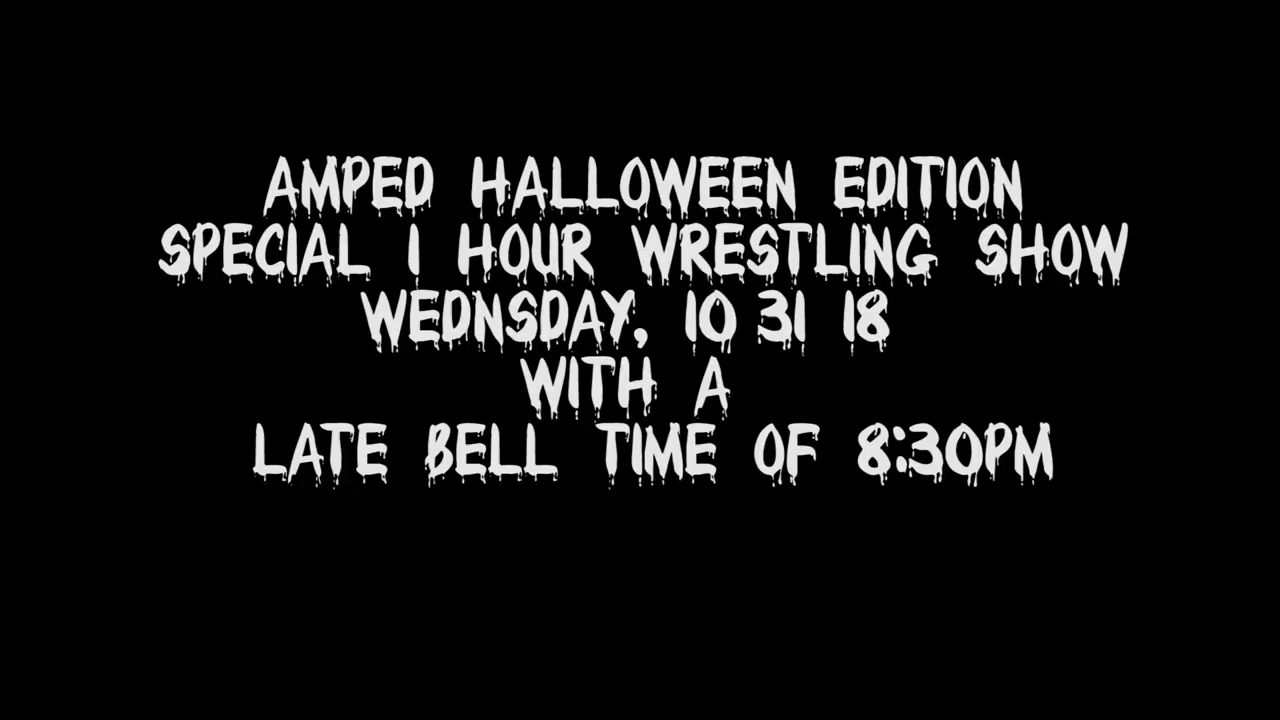 AMPED HALLOWEEN EDITION
SPECIAL 1 HOUR WRESTLING SHOW
WEDNSDAY, 10 31 18
WITH A
LATE BELL TIME OF 8:30PM